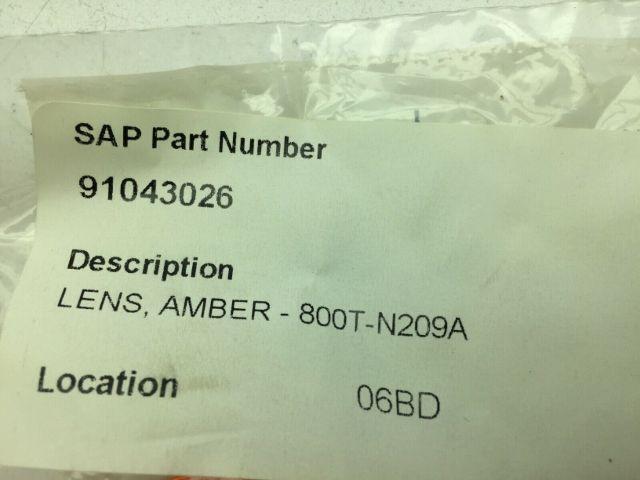 SAP Part Number
91043026
Description
LENS, AMBER - 800T-N209A
Location 06BD